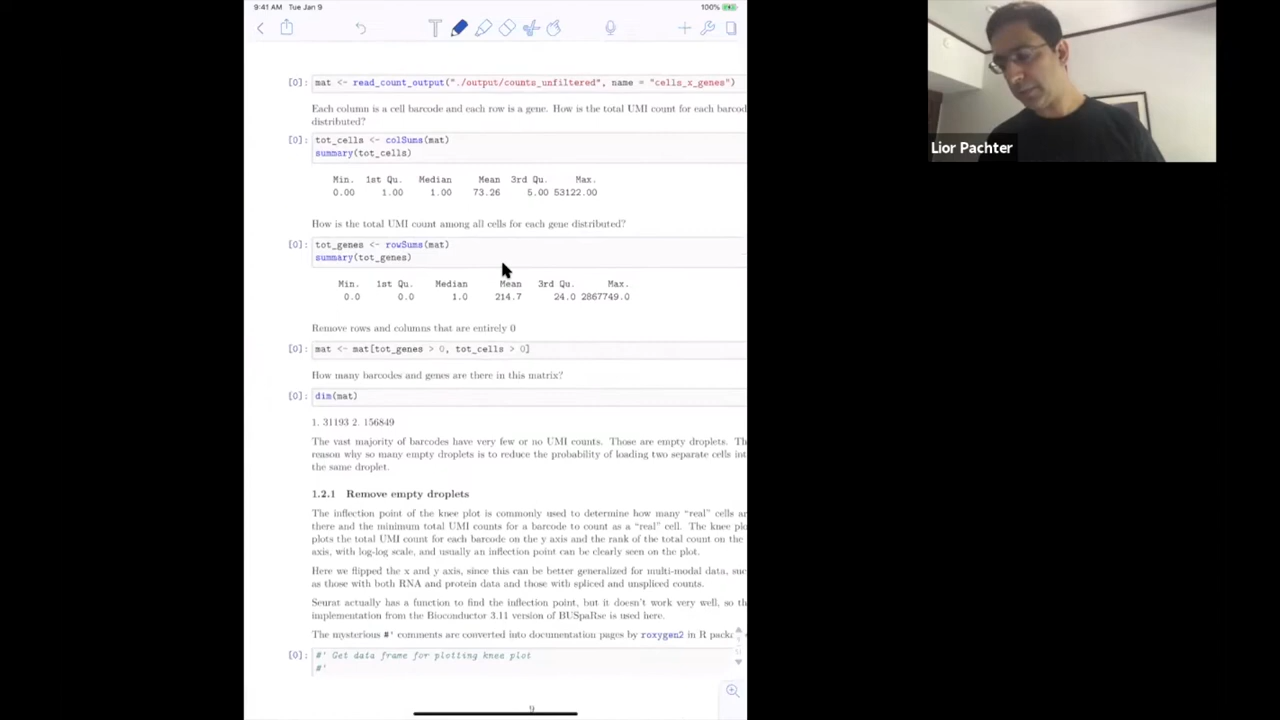 9:41 AM Tue Jan 9
100%
[0]: mat <- read_count_output("./output/counts_unfiltered", name = "cells_x_genes")
Each column is a cell barcode and each row is a gene. How is the total UMI count for each barcod
distributed?
[0]: tot_cells <- colSums(mat)
summary(tot_cells)
Min. 1st Qu. Median Mean 3rd Qu. Max.
0.00 1.00 1.00 73.26 5.00 53122.00
How is the total UMI count among all cells for each gene distributed?
[0]: tot_genes <- rowSums(mat)
summary(tot_genes)
Min. 1st Qu. Median Mean 3rd Qu. Max.
0.0 0.0 1.0 214.7 24.0 2867749.0
Remove rows and columns that are entirely 0
[0]: mat <- mat[tot_genes > 0, tot_cells > 0]
How many barcodes and genes are there in this matrix?
[0]: dim(mat)
1. 31193 2. 156849
The vast majority of barcodes have very few or no UMI counts. Those are empty droplets. Th
reason why so many empty droplets is to reduce the probability of loading two separate cells int
the same droplet.
1.2.1 Remove empty droplets
The inflection point of the knee plot is commonly used to determine how many “real” cells ar
there and the minimum total UMI counts for a barcode to count as a “real” cell. The knee plo
plots the total UMI count for each barcode on the y axis and the rank of the total count on the
axis, with log-log scale, and usually an inflection point can be clearly seen on the plot.
Here we flipped the x and y axis, since this can be better generalized for multi-modal data, suc
as those with both RNA and protein data and those with spliced and unspliced counts.
Seurat actually has a function to find the inflection point, but it doesn't work very well, so th
implementation from the Bioconductor 3.11 version of BUSpaRse is used here.
The mysterious #' comments are converted into documentation pages by roxygen2 in R packa
[0]: #' Get data frame for plotting knee plot
#'
9
Lior Pachter